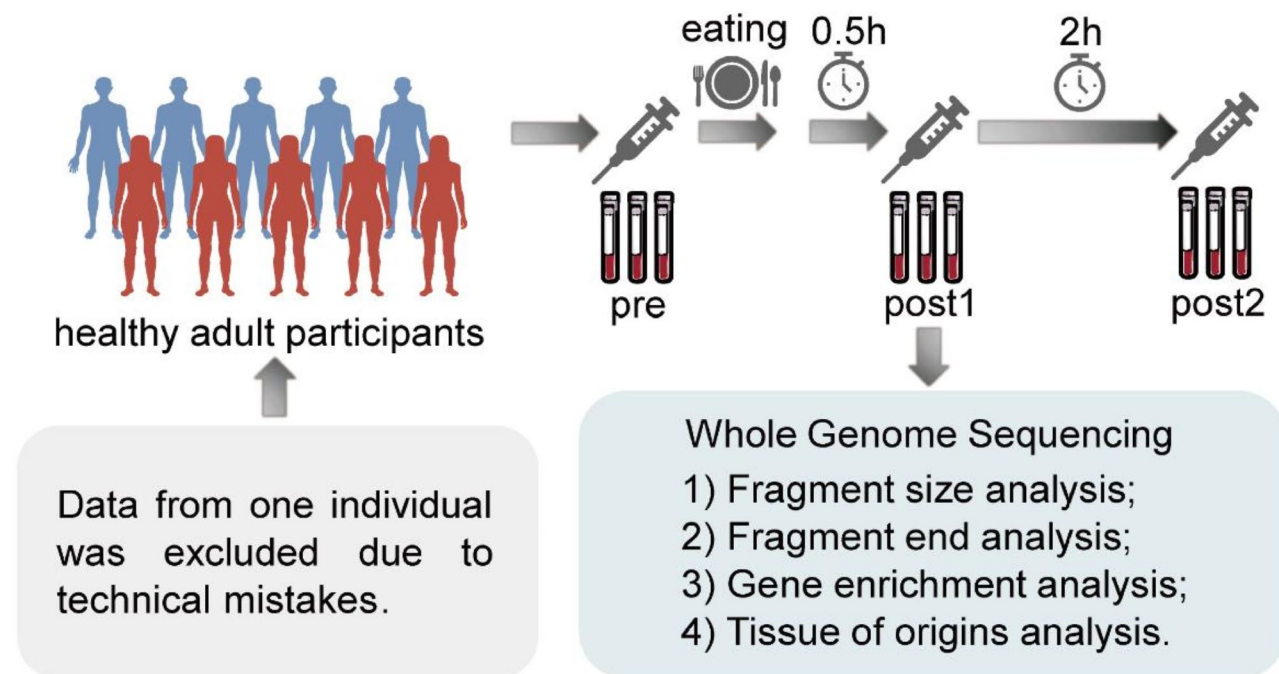 eating
0.5h
2h
pre
post1
post2
healthy adult participants
Data from one individual
was excluded due to
technical mistakes.
Whole Genome Sequencing
1) Fragment size analysis;
2) Fragment end analysis;
3) Gene enrichment analysis;
4) Tissue of origins analysis.